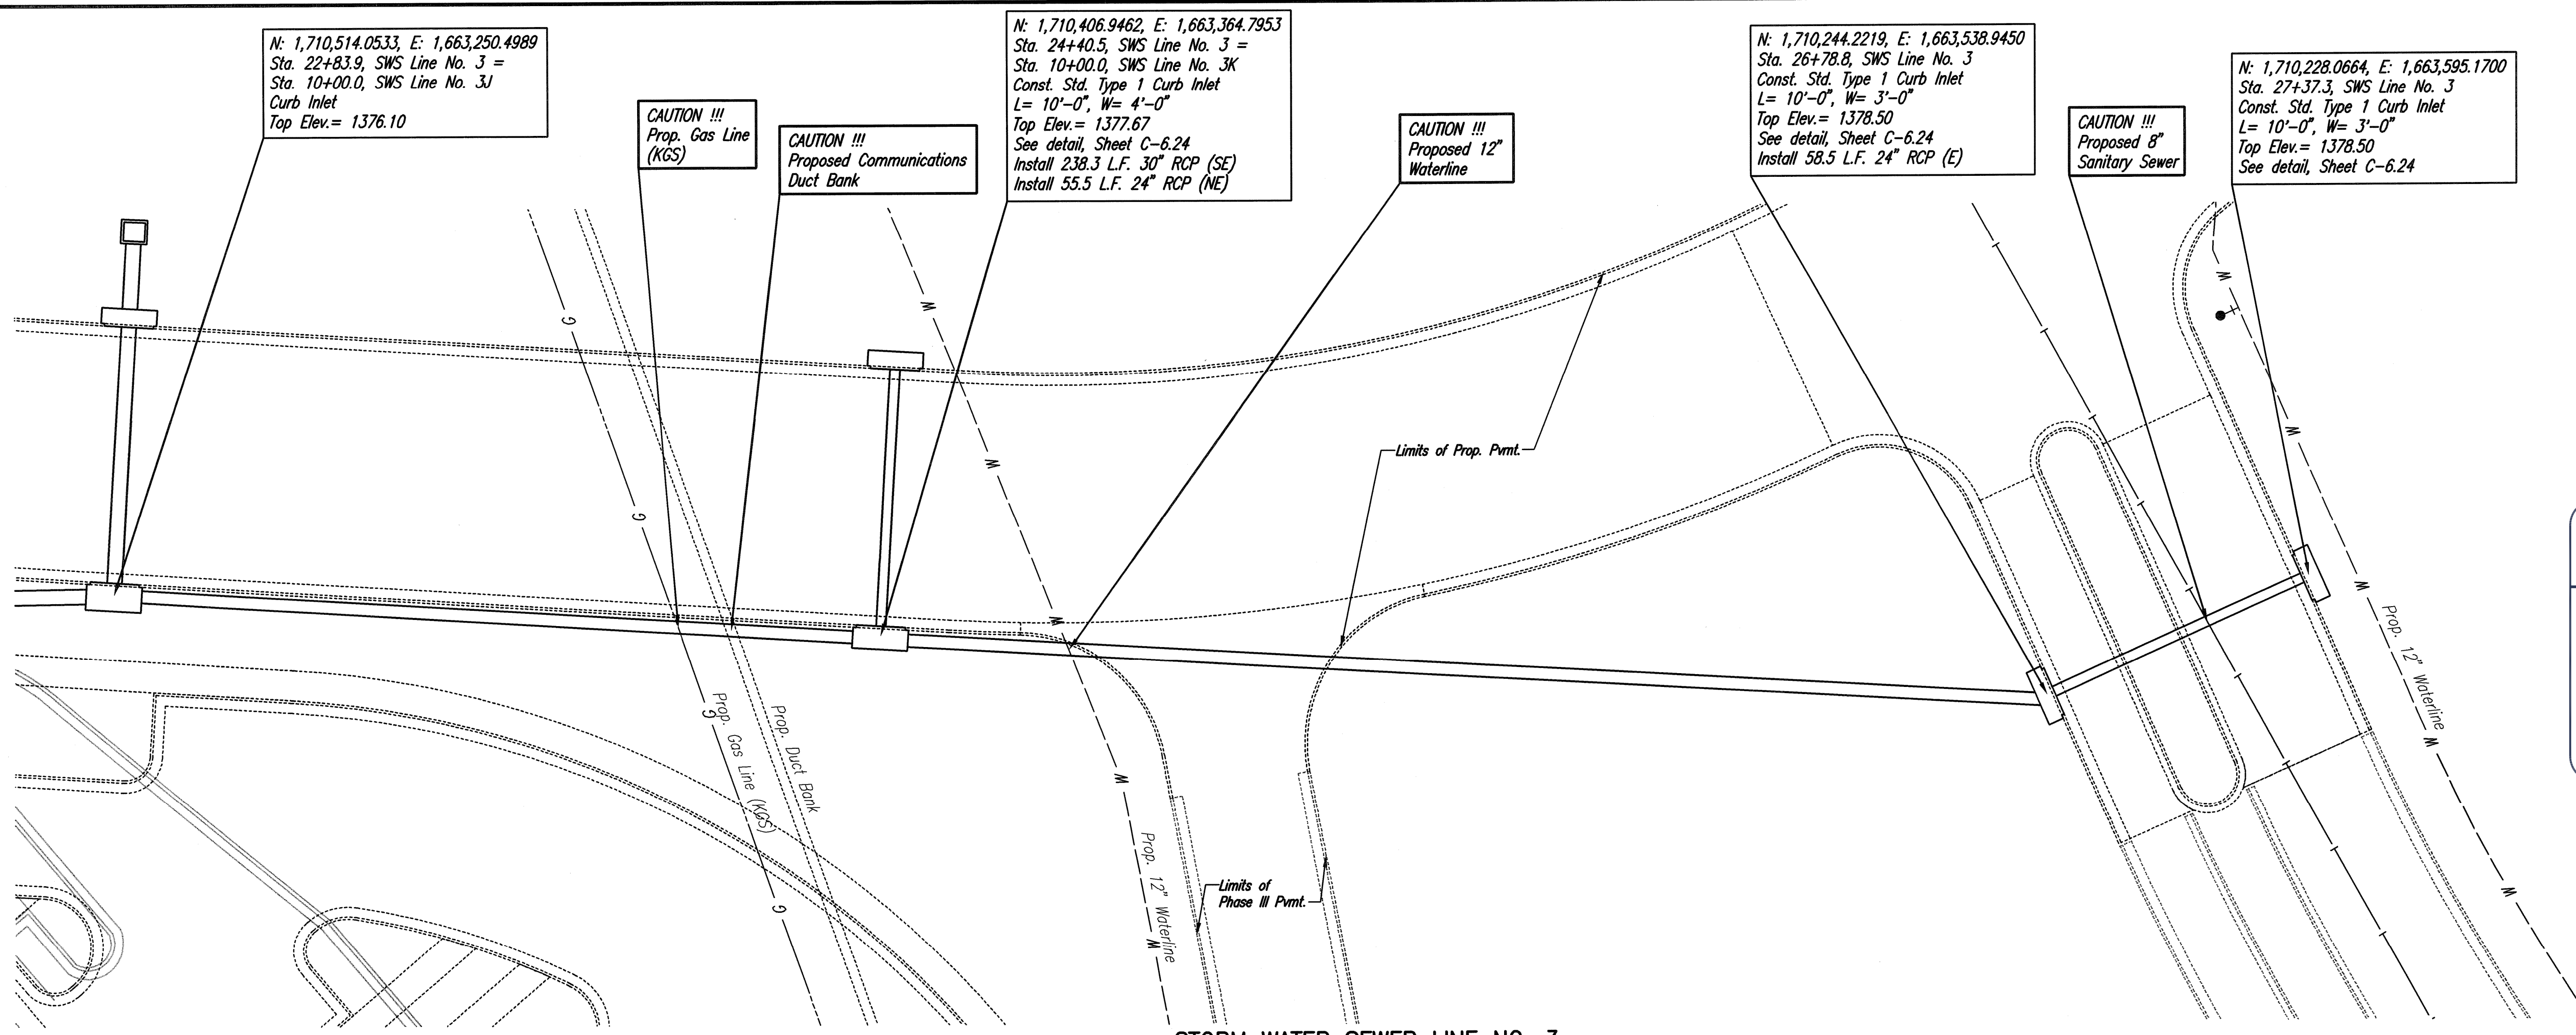 N: 1,710,514.0533, E: 1,663,250.4989
Sta. 22+83.9, SWS Line No. 3 =
Sta. 10+00.0, SWS Line No. 3J
Curb Inlet
Top Elev.= 1376.10
CAUTION !!!
Prop. Gas Line
(KGS)
CAUTION !!!
Proposed Communications
Duct Bank
N: 1,710,406.9462, E: 1,663,364.7953
Sta. 24+40.5, SWS Line No. 3 =
Sta. 10+00.0, SWS Line No. 3K
Const. Std. Type 1 Curb Inlet
L= 10'-0", W= 4'-0"
Top Elev.= 1377.67
See detail, Sheet C-6.24
Install 238.3 L.F. 30" RCP (SE)
Install 55.5 L.F. 24" RCP (NE)
CAUTION !!!
Proposed 12"
Waterline
N: 1,710,244.2219, E: 1,663,538.9450
Sta. 26+78.8, SWS Line No. 3
Const. Std. Type 1 Curb Inlet
L= 10'-0", W= 3'-0"
Top Elev.= 1378.50
See detail, Sheet C-6.24
Install 58.5 L.F. 24" RCP (E)
CAUTION !!!
Proposed 8"
Sanitary Sewer
N: 1,710,228.0664, E: 1,663,595.1700
Sta. 27+37.3, SWS Line No. 3
Const. Std. Type 1 Curb Inlet
L= 10'-0", W= 3'-0"
Top Elev.= 1378.50
See detail, Sheet C-6.24
G
G
G
G
W
W
W
W
W
W
W
W
W
W
Limits of Prop. Pvmt.
Prop. Gas Line (KGS)
Prop. Duct Bank
Prop. 12" Waterline
Prop. 12" Waterline
Limits of
Phase III Pvmt.
STORM WATER SEWER LINE NO. 3